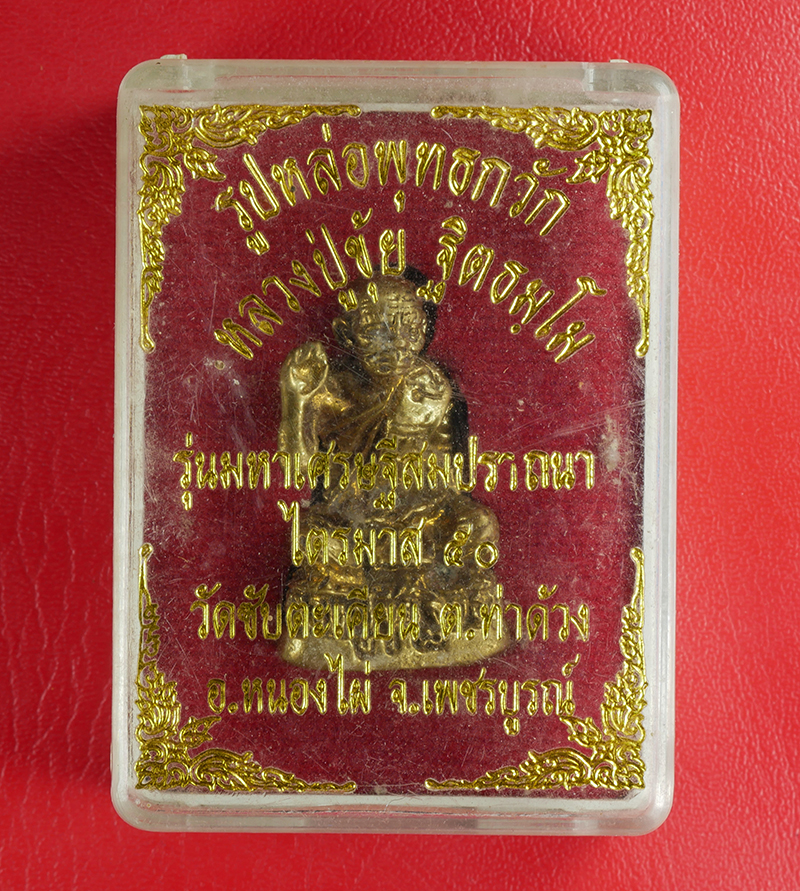 รูปหล่อพุทธกวัก
หลวงปู่ขุ้ย ฐิตธมฺโม
รุ่นมหาเศรษฐีสมปรารถนา
ไตรมาส ๕๐
วัดซับตะเคียน ต.ท่าด้วง
อ.หนองไผ่ จ.เพชรบูรณ์